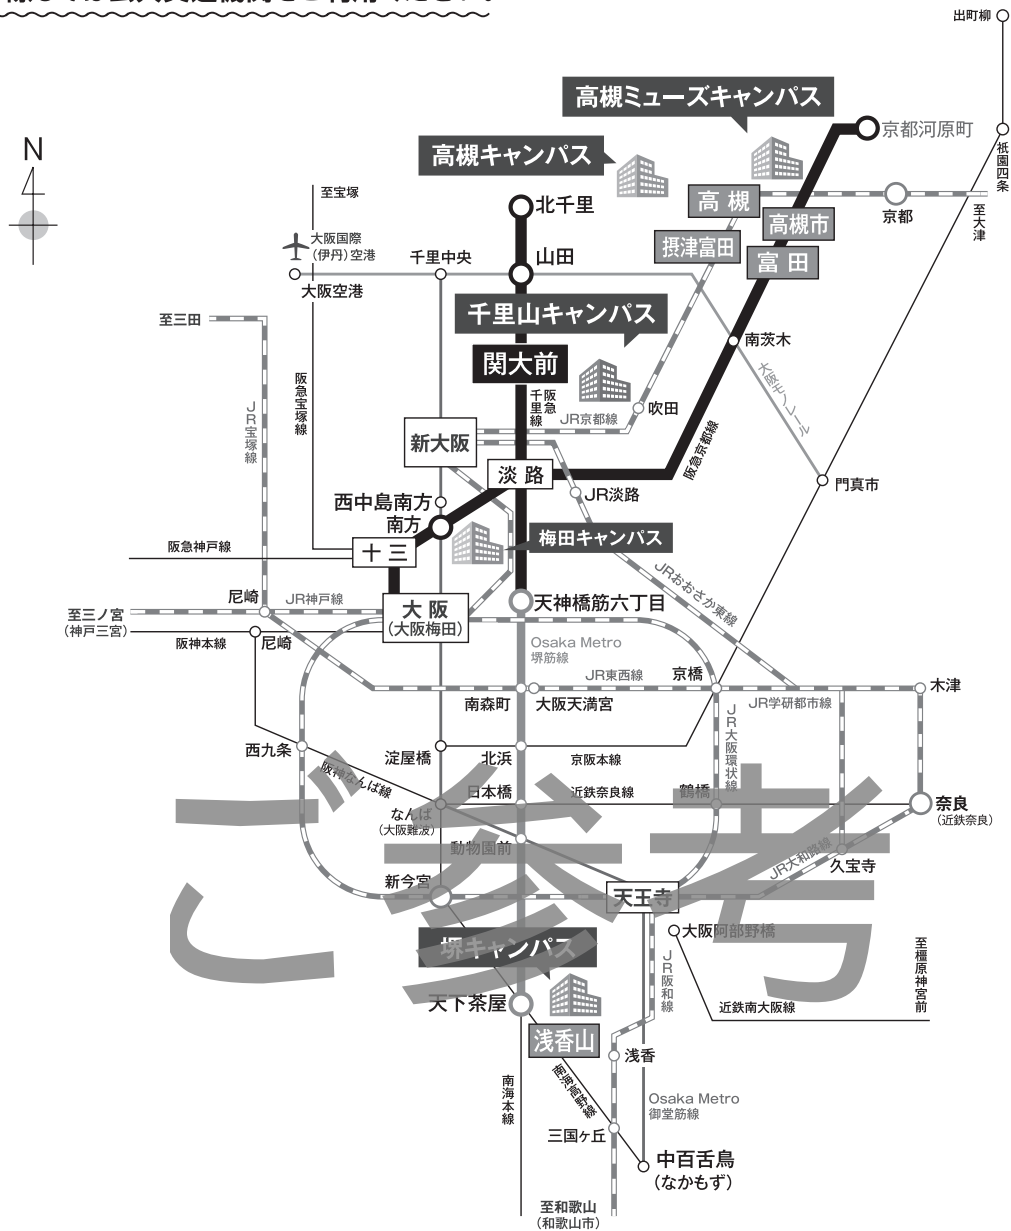 出町柳
高槻ミューズキャンパス
京都河原町
祇園四条
N
高槻キャンパス
至宝塚
北千里
高槻
京都
至大津
高槻市
大阪国際
(伊丹)空港
千里中央
山田
摂津富田
富田
大阪空港
千里山キャンパス
至三田
南茨木
関大前
大阪モノレール
阪急宝塚線
JR宝塚線
阪急
千里線
吹田
JR京都線
新大阪
阪急京都線
淡路
門真市
JR淡路
西中島南方
南方
梅田キャンパス
阪急神戸線
十三
JRおおさか東線
尼崎
JR神戸線
大阪
(大阪梅田)
天神橋筋六丁目
至三ノ宮
(神戸三宮)
阪神本線
尼崎
Osaka Metro
堺筋線
JR東西線
京橋
木津
南森町
大阪天満宮
JR学研都市線
JR大阪環状線
西九条
淀屋橋
北浜
京阪本線
阪神なんば線
日本橋
近鉄奈良線
鶴橋
なんば
(大阪難波)
奈良
(近鉄奈良)
動物園前
JR大和路線
久宝寺
新今宮
天王寺
ご参考
大阪阿部野橋
堺キャンパス
JR阪和線
至橿原神宮前
天下茶屋
近鉄南大阪線
浅香山
浅香
南海本線
南海高野線
Osaka Metro
御堂筋線
三国ヶ丘
中百舌鳥
(なかもず)
至和歌山
(和歌山市)